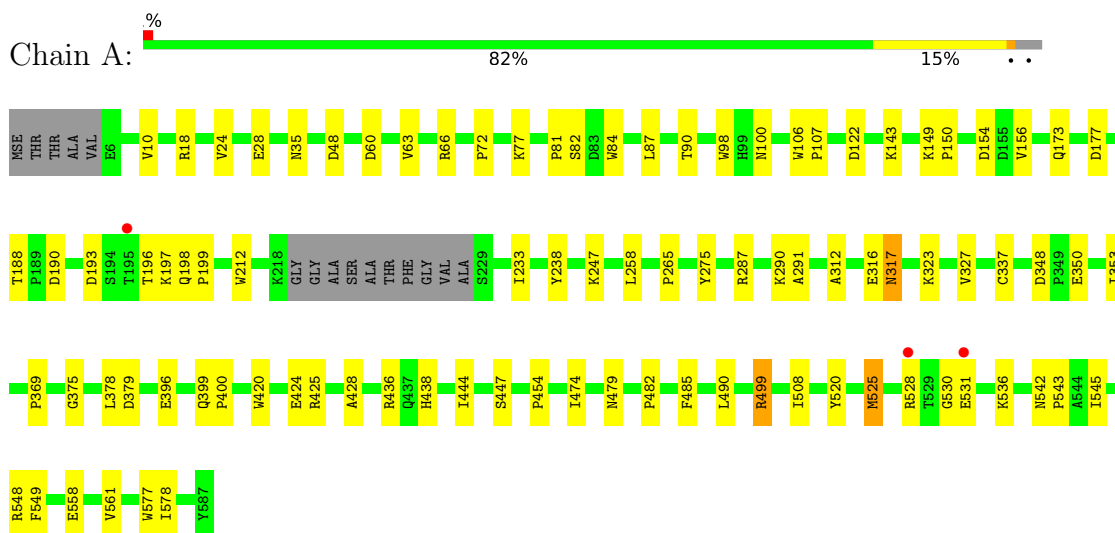 .%
Chain A:
82% 15% • •
MSE THR THR ALA VAL E6 V10 R18 V24 E28 N35 D48 D60 V63 R66 P72 K77 P81 S82 D83 W84 L87 T90 W98 H99 N100 W106 P107 D122 K143 K149 P150 D154 D155 V156 Q173 D177
T188 P189 D190 D193 S194 T195 T196 K197 Q198 P199 W212 K218 GLY GLY ALA SER ALA THR PHE GLY VAL ALA S229 I233 Y238 K247 L258 P265 Y275 R287 K290 A291 A312 E316 N317 K323 V327 C337 D348 P349 E350 I353
P369 G375 L378 D379 E396 Q399 P400 W420 E424 R425 A428 R436 Q437 H438 I444 S447 P454 I474 N479 P482 F485 L490 R499 I508 Y520 M525 R528 T529 G530 E531 K536 N542 P543 A544 I545
R548 F549 E558 V561 W577 I578 Y587